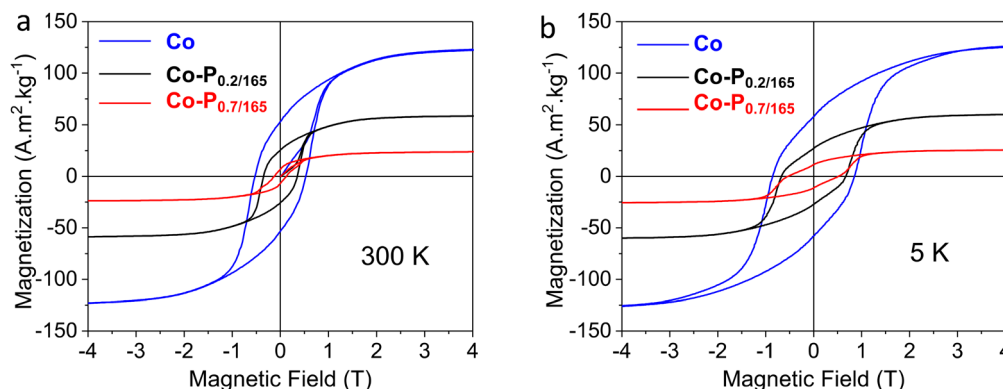 a
150
100
50
0
-50
-100
-150
Magnetization (A.m².kg⁻¹)
Co
Co-P0.2/165
Co-P0.7/165
300 K
-4 -3 -2 -1 0 1 2 3 4
Magnetic Field (T)
b
150
100
50
0
-50
-100
-150
Magnetization (A.m².kg⁻¹)
Co
Co-P0.2/165
Co-P0.7/165
5 K
-4 -3 -2 -1 0 1 2 3 4
Magnetic Field (T)